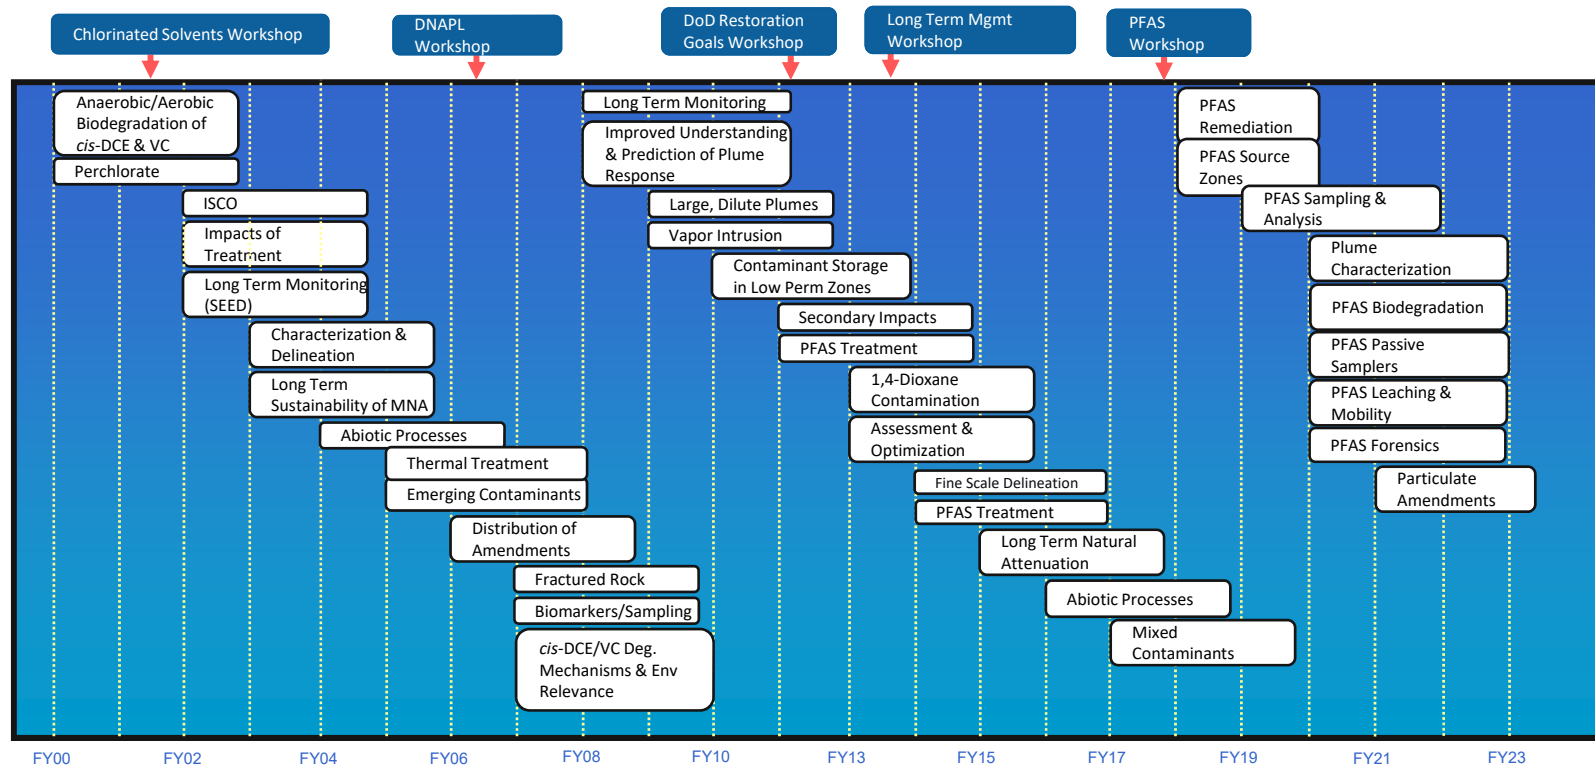 Chlorinated Solvents Workshop
DNAPL
Workshop
DoD Restoration
Goals Workshop
Long Term Mgmt
Workshop
PFAS
Workshop
Anaerobic/Aerobic
Biodegradation of
cis-DCE & VC
Perchlorate
ISCO
Impacts of
Treatment
Long Term Monitoring
(SEED)
Characterization &
Delineation
Long Term
Sustainability of MNA
Abiotic Processes
Thermal Treatment
Emerging Contaminants
Distribution of
Amendments
Fractured Rock
Biomarkers/Sampling
cis-DCE/VC Deg.
Mechanisms & Env
Relevance
Long Term Monitoring
Improved Understanding
& Prediction of Plume
Response
Large, Dilute Plumes
Vapor Intrusion
Contaminant Storage
in Low Perm Zones
Secondary Impacts
PFAS Treatment
1,4-Dioxane
Contamination
Assessment &
Optimization
Fine Scale Delineation
PFAS Treatment
Long Term Natural
Attenuation
Abiotic Processes
Mixed
Contaminants
PFAS
Remediation
PFAS Source
Zones
PFAS Sampling &
Analysis
Plume
Characterization
PFAS Biodegradation
PFAS Passive
Samplers
PFAS Leaching &
Mobility
PFAS Forensics
Particulate
Amendments
FY00
FY02
FY04
FY06
FY08
FY10
FY13
FY15
FY17
FY19
FY21
FY23